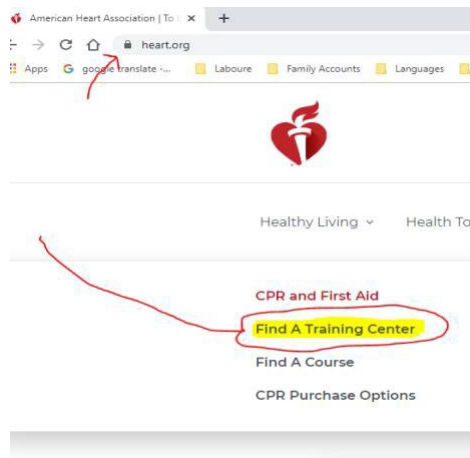 American Heart Association | To
heart.org
Apps google translate -... Laboure Family Accounts Languages
Healthy Living Health To
CPR and First Aid
Find A Training Center
Find A Course
CPR Purchase Options